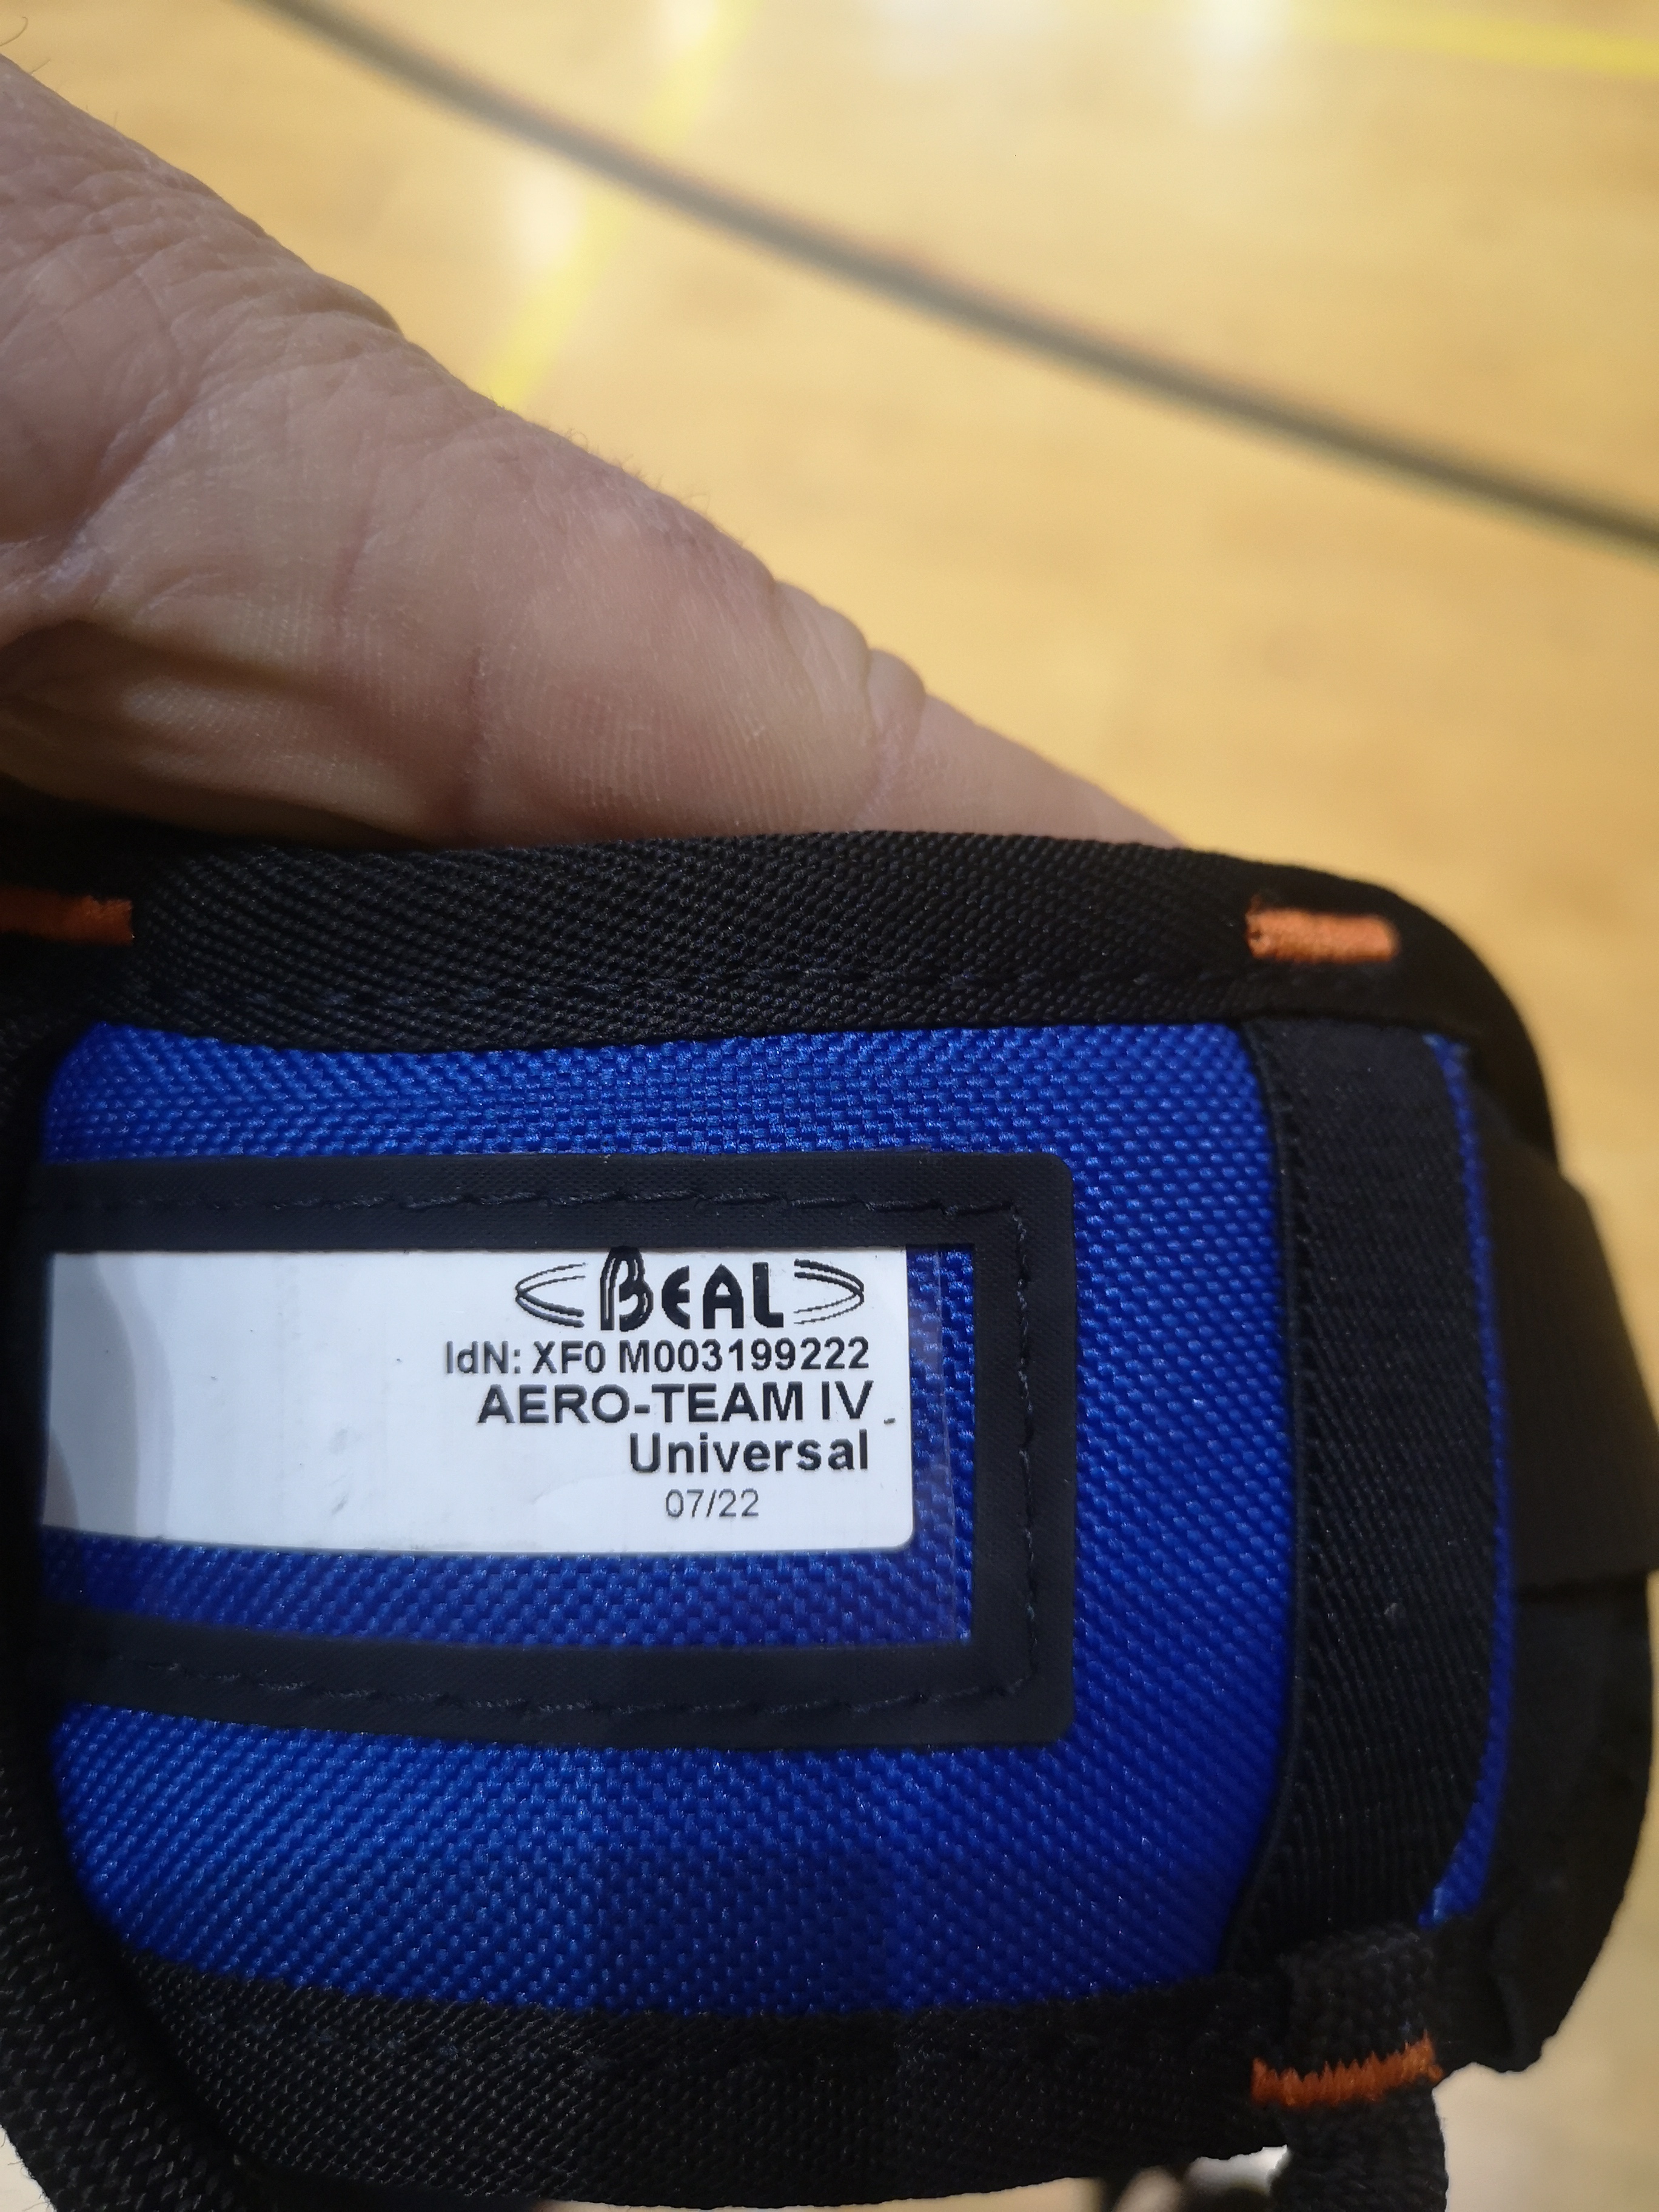 BEAL
IdN: XF0 M003199222
AERO-TEAM IV
Universal
07/22